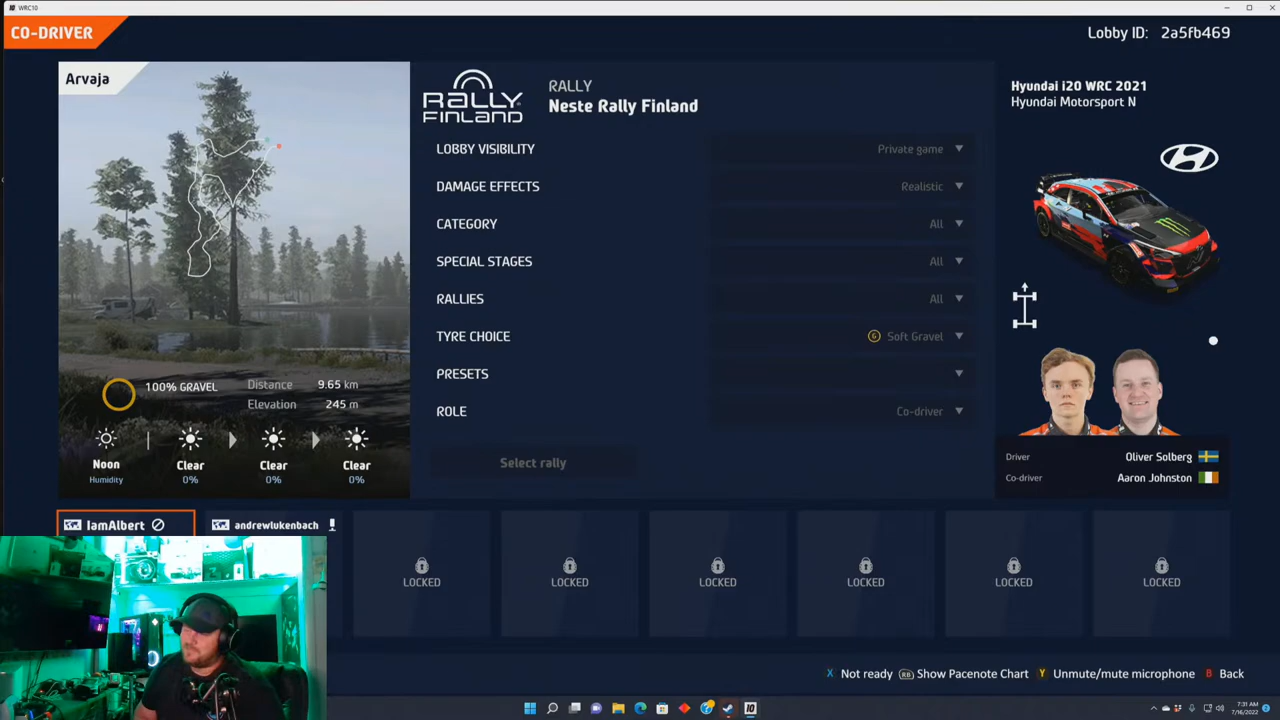 WRC10
CO-DRIVER
Lobby ID: 2a5fb469
Arvaja
RALLY FINLAND
RALLY
Neste Rally Finland
Hyundai i20 WRC 2021
Hyundai Motorsport N
LOBBY VISIBILITY Private game
DAMAGE EFFECTS Realistic
CATEGORY All
SPECIAL STAGES All
RALLIES All
TYRE CHOICE G Soft Gravel
PRESETS
ROLE Co-driver
Select rally
100% GRAVEL
Distance 9.65 km
Elevation 245 m
Noon Clear Clear Clear
Humidity 0% 0% 0%
Driver Oliver Solberg
Co-driver Aaron Johnston
IamAlbert andrewlukenbach
LOCKED LOCKED LOCKED LOCKED LOCKED LOCKED
X Not ready RB Show Pacenote Chart Y Unmute/mute microphone B Back
10
7:31 AM
7/16/2022
2